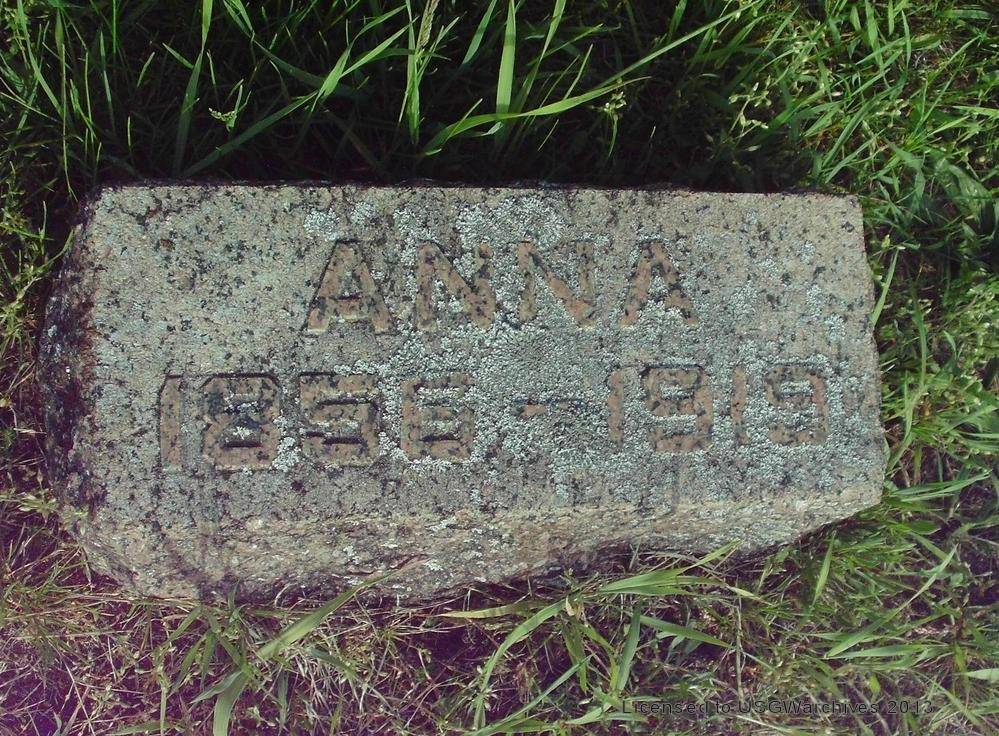 ANNA
1856-1919
Licensed to USGWarchives 2013